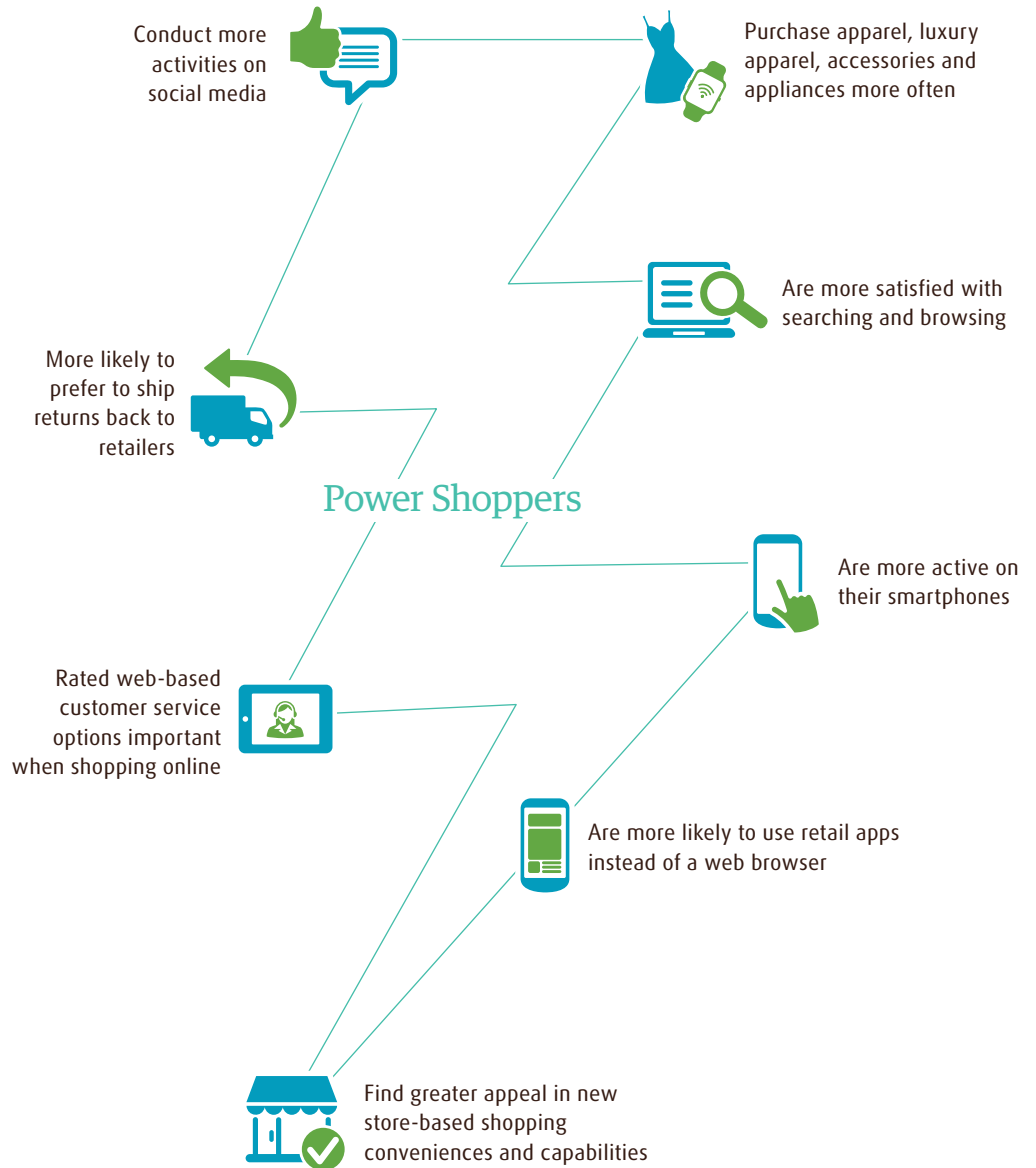 Conduct more
activities on
social media
Purchase apparel, luxury
apparel, accessories and
appliances more often
Are more satisfied with
searching and browsing
More likely to
prefer to ship
returns back to
retailers
Power Shoppers
Are more active on
their smartphones
Rated web-based
customer service
options important
when shopping online
Are more likely to use retail apps
instead of a web browser
Find greater appeal in new
store-based shopping
conveniences and capabilities